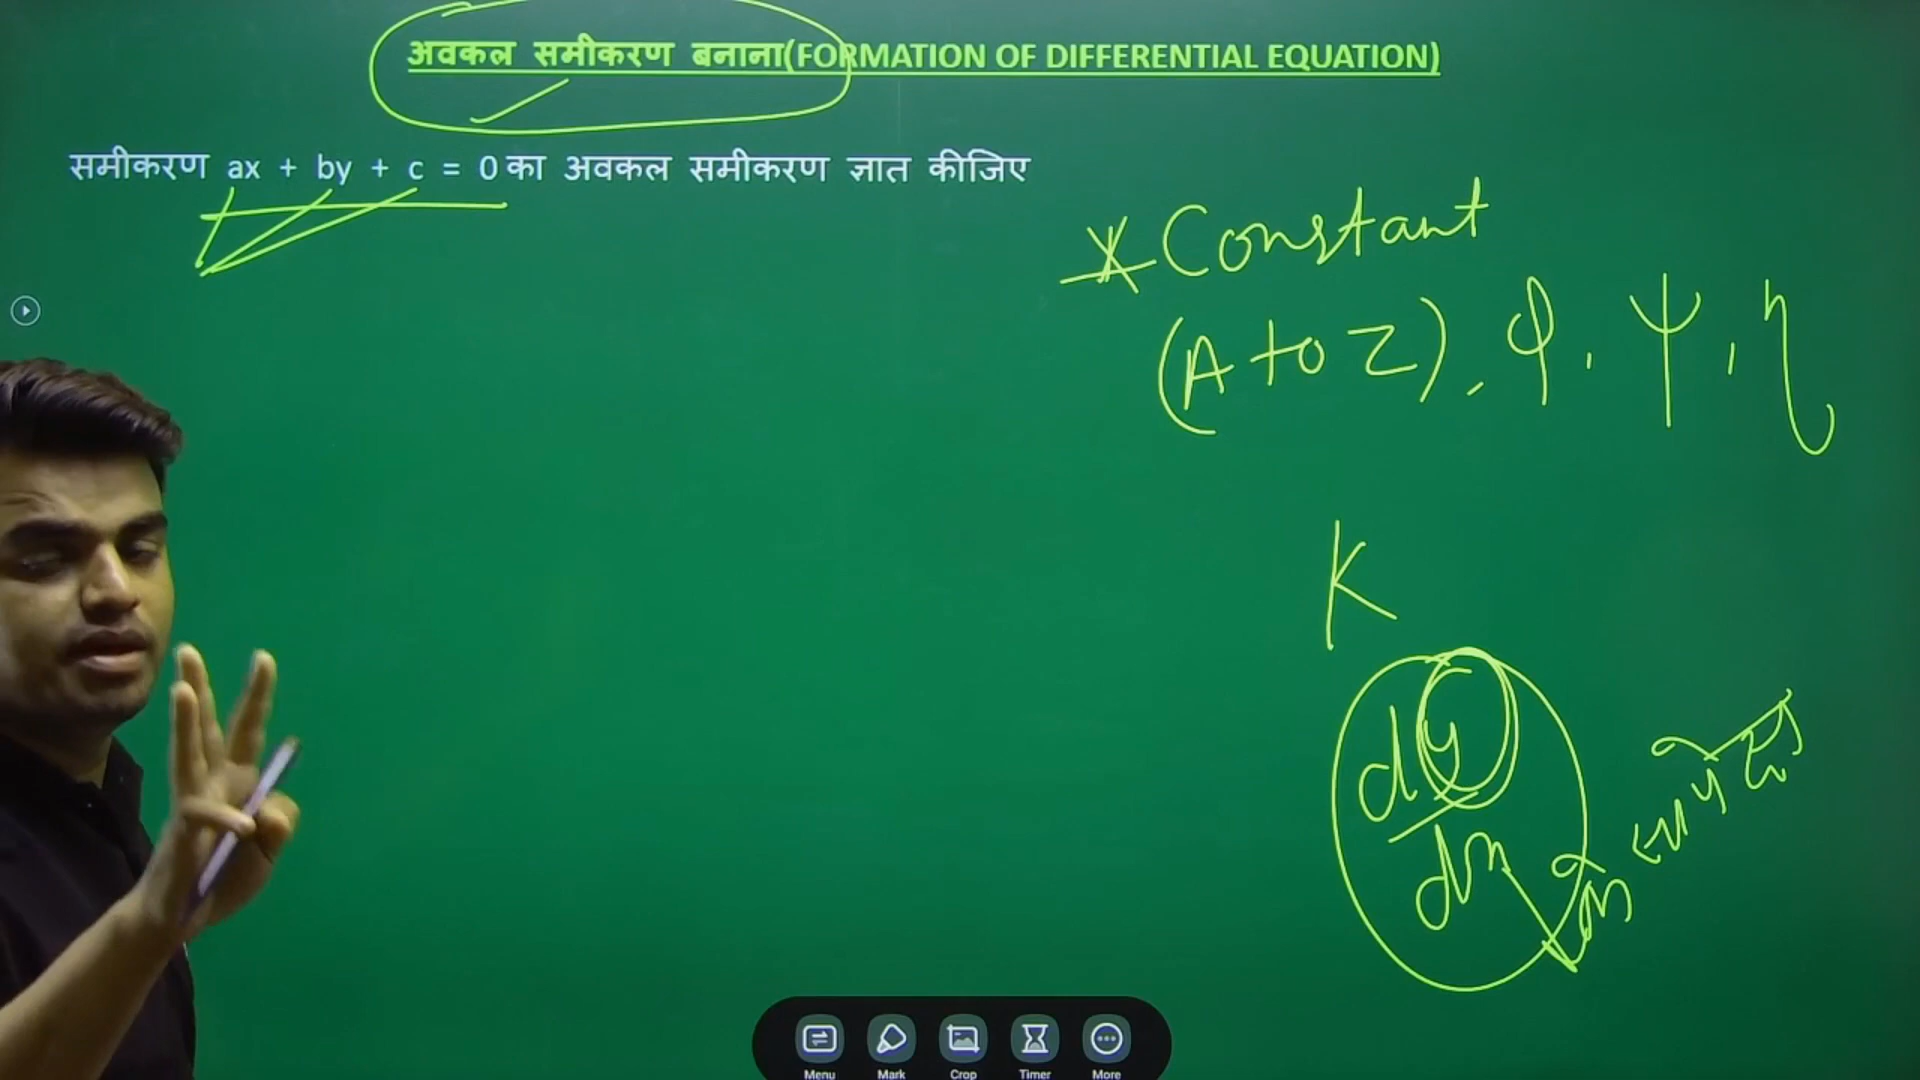 अवकल समीकरण बनाना(FORMATION OF DIFFERENTIAL EQUATION)
समीकरण ax + by + c = 0 का अवकल समीकरण ज्ञात कीजिए
* Constant
(A to Z), φ, ψ, η
K
dy
dx
के सापेक्ष
Menu Mark Crop Timer More